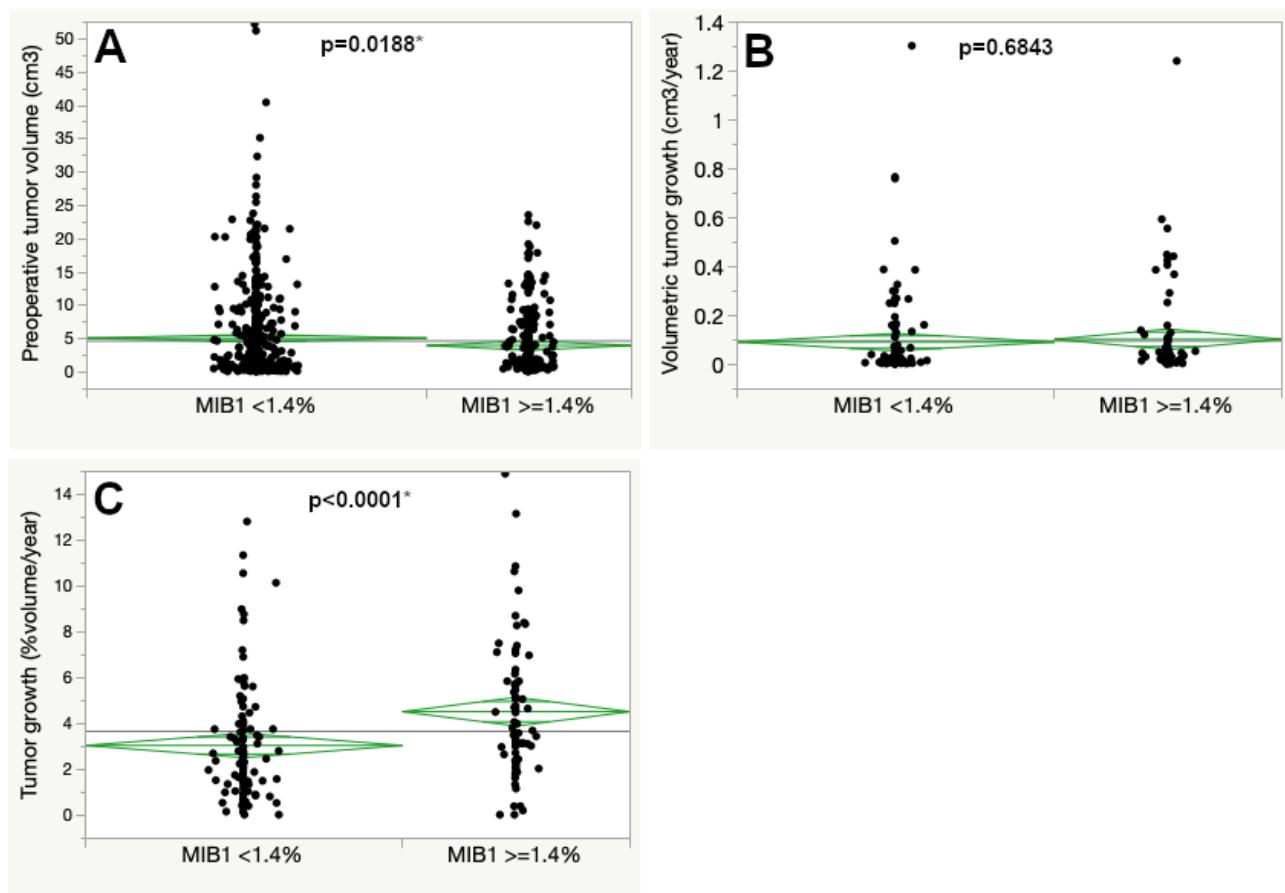 A
p=0.0188*
Preoperative tumor volume (cm3)
50
45
40
35
30
25
20
15
10
5
0
MIB1 <1.4%
MIB1 >=1.4%
B
p=0.6843
Volumetric tumor growth (cm3/year)
1.4
1.2
1
0.8
0.6
0.4
0.2
0
MIB1 <1.4%
MIB1 >=1.4%
C
p<0.0001*
Tumor growth (%volume/year)
14
12
10
8
6
4
2
0
MIB1 <1.4%
MIB1 >=1.4%